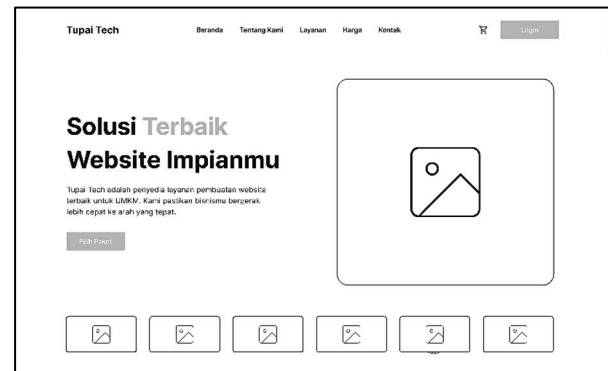 Tupai Tech
Beranda Tentang Kami Layanan Harga Kontak
Login
Solusi Terbaik
Website Impianmu
Tupai Tech adalah penyedia layanan pembuatan website
terbaik untuk UMKM. Kami pastikan bisnismu bergerak
lebih cepat ke arah yang tepat.
Pilih Paket